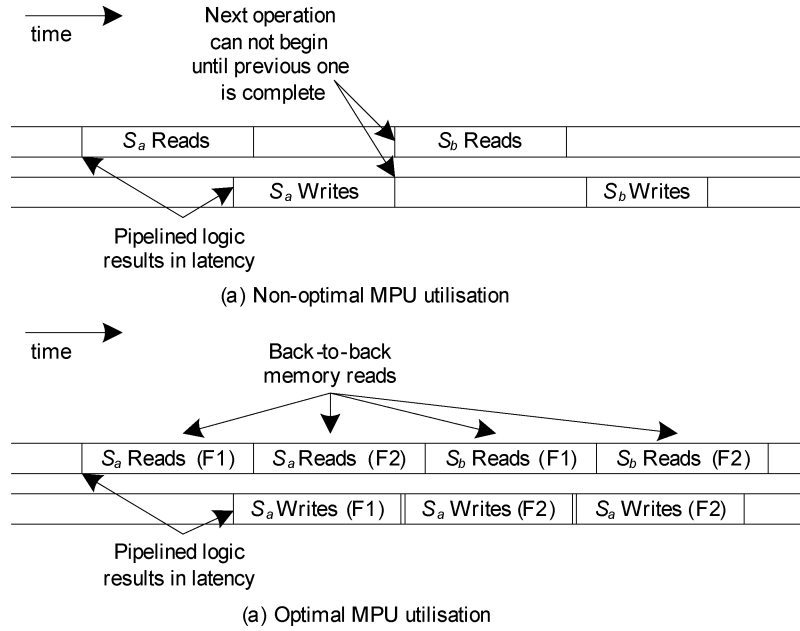 time
Next operation
can not begin
until previous one
is complete
Sa Reads
Sb Reads
Sa Writes
Sb Writes
Pipelined logic
results in latency
(a) Non-optimal MPU utilisation
time
Back-to-back
memory reads
Sa Reads (F1)
Sa Reads (F2)
Sb Reads (F1)
Sb Reads (F2)
Sa Writes (F1)
Sa Writes (F2)
Sa Writes (F2)
Pipelined logic
results in latency
(a) Optimal MPU utilisation